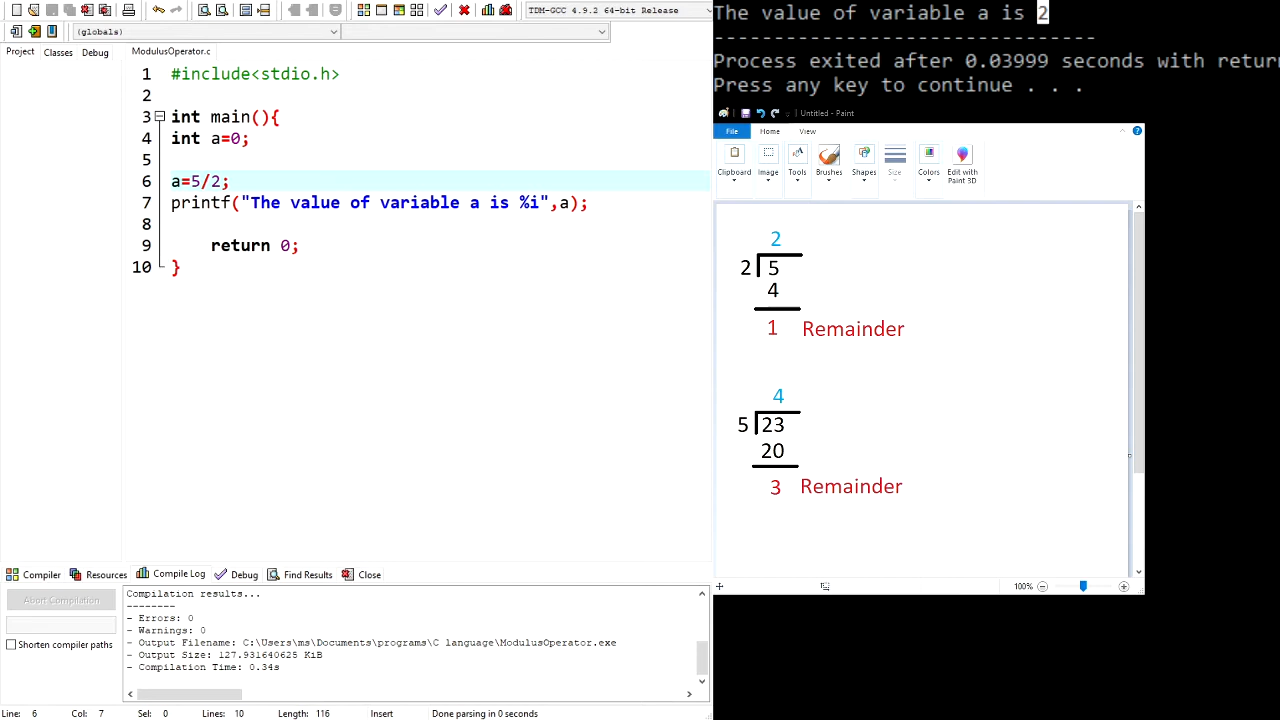 TDM-GCC 4.9.2 64-bit Release
(globals)
Project Classes Debug
ModulusOperator.c
1 #include<stdio.h>
2
3 int main(){
4 int a=0;
5
6 a=5/2;
7 printf("The value of variable a is %i",a);
8
9 return 0;
10 }
Compiler Resources Compile Log Debug Find Results Close
Abort Compilation
Shorten compiler paths
Compilation results...
--------
- Errors: 0
- Warnings: 0
- Output Filename: C:\Users\ms\Documents\programs\C language\ModulusOperator.exe
- Output Size: 127.931640625 KiB
- Compilation Time: 0.34s
Line: 6 Col: 7 Sel: 0 Lines: 10 Length: 116 Insert Done parsing in 0 seconds
The value of variable a is 2
--------------------------------
Process exited after 0.03999 seconds with return
Press any key to continue . . .
Untitled - Paint
File Home View
Clipboard Image Tools Brushes Shapes Size Colors Edit with Paint 3D
2
2 5
4
1 Remainder
4
5 23
20
3 Remainder
100%